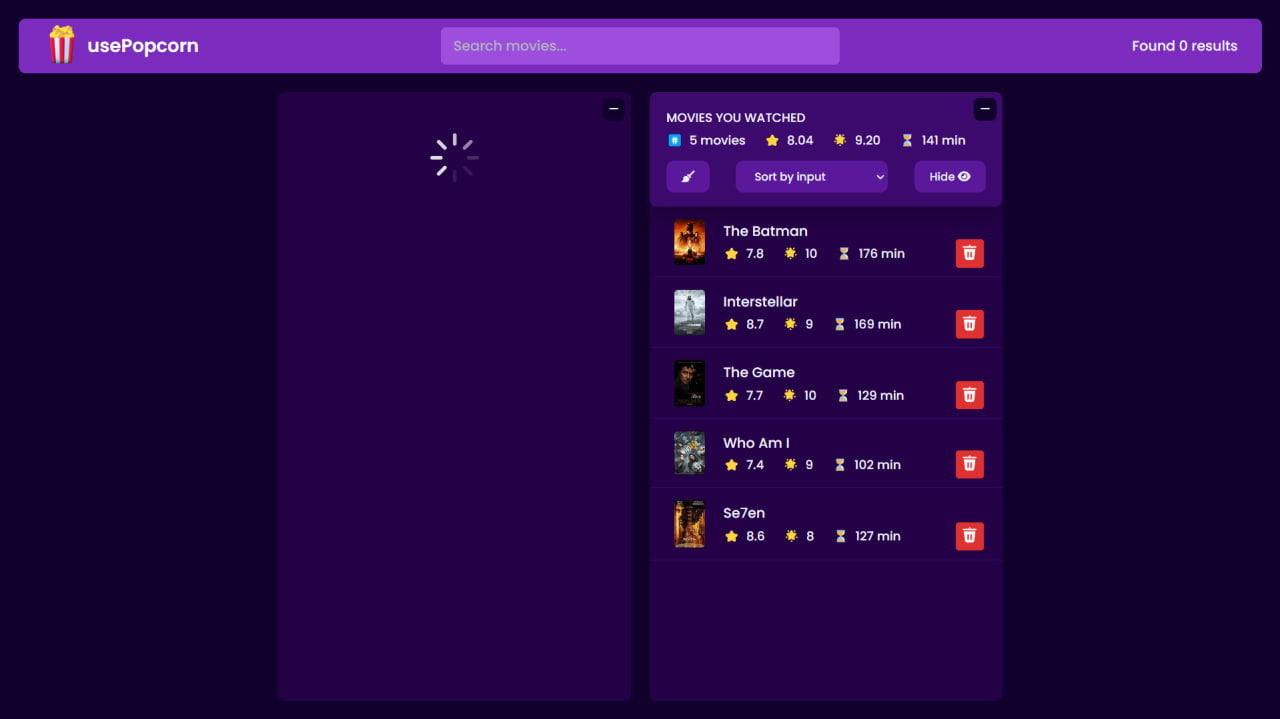 usePopcorn
Search movies...
Found 0 results
MOVIES YOU WATCHED
5 movies 8.04 9.20 141 min
Sort by input
Hide
The Batman
7.8 10 176 min
Interstellar
8.7 9 169 min
The Game
7.7 10 129 min
Who Am I
7.4 9 102 min
Se7en
8.6 8 127 min